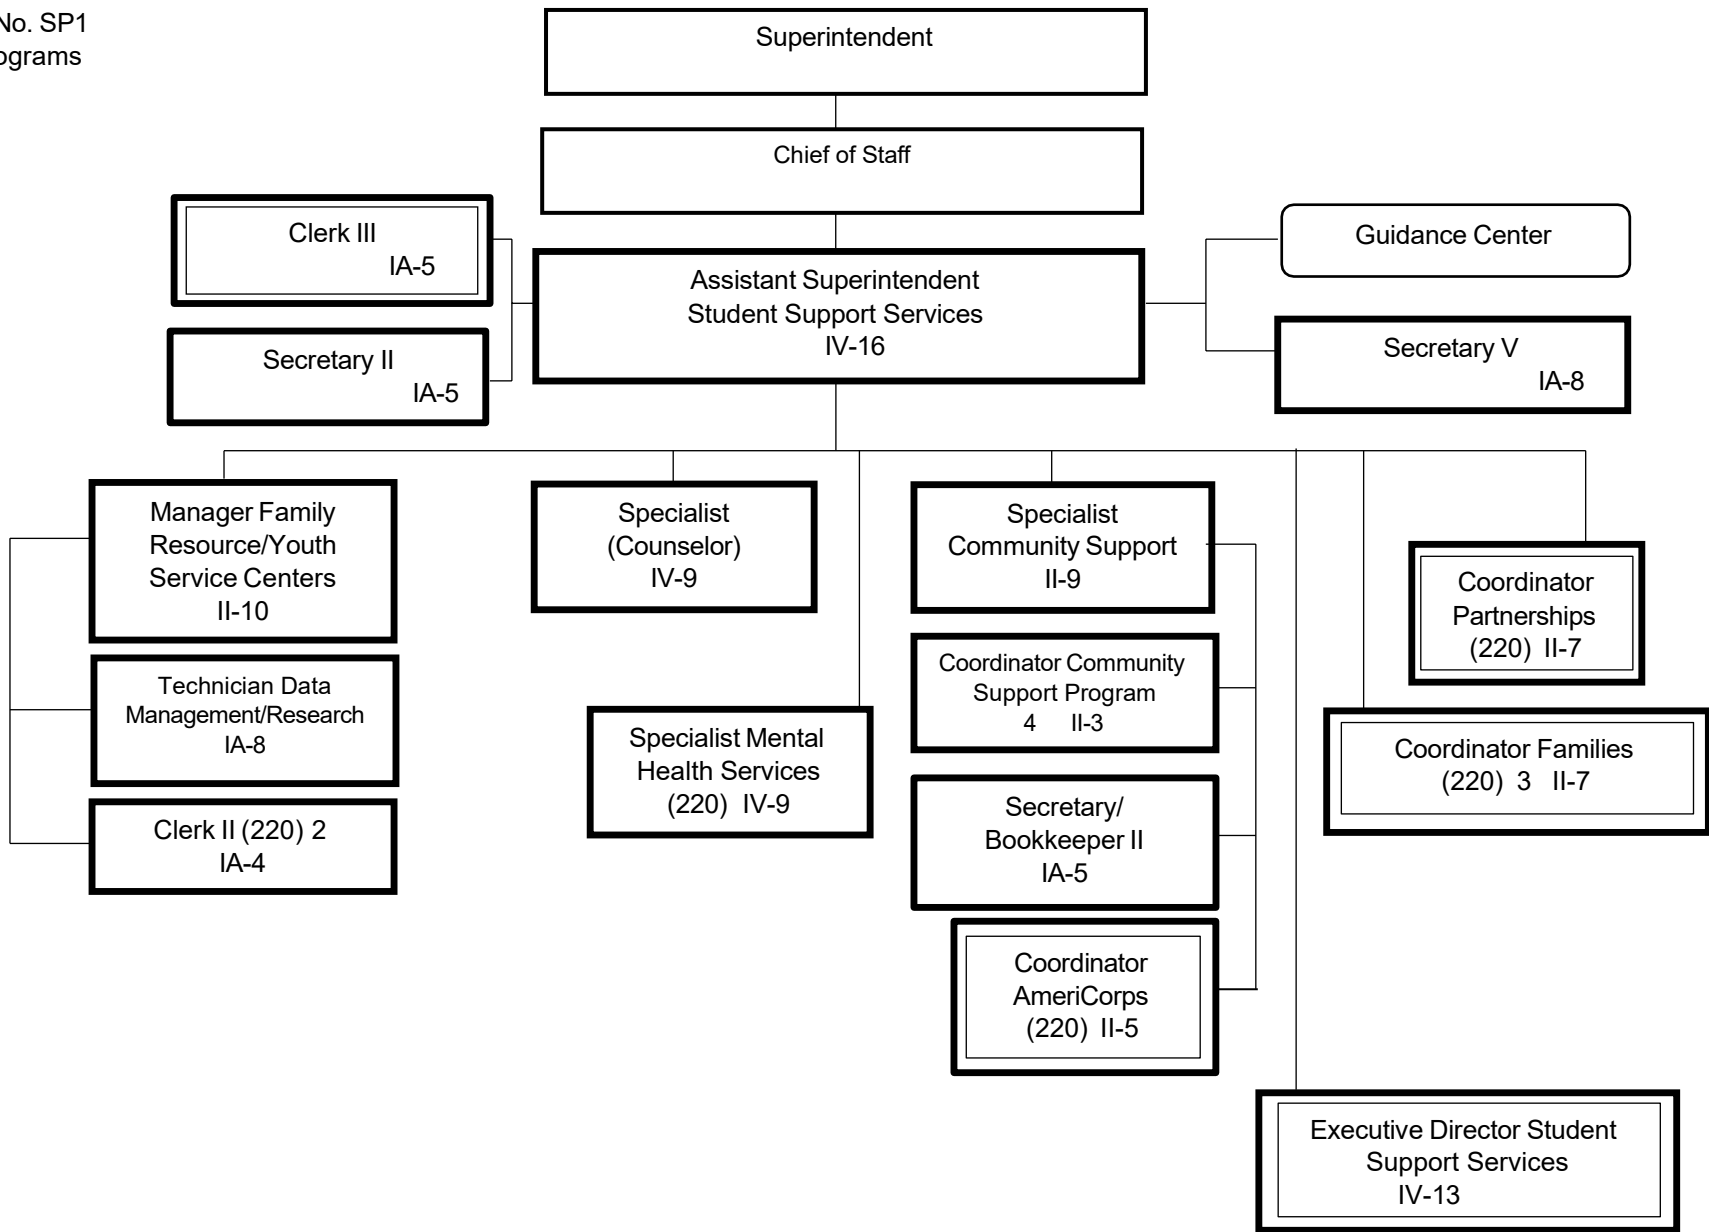 No. SP1
ograms
Superintendent
Chief of Staff
Clerk III
IA-5
Secretary II
IA-5
Assistant Superintendent
Student Support Services
IV-16
Guidance Center
Secretary V
IA-8
Manager Family
Resource/Youth
Service Centers
II-10
Technician Data
Management/Research
IA-8
Clerk II (220) 2
IA-4
Specialist
(Counselor)
IV-9
Specialist Mental
Health Services
(220) IV-9
Specialist
Community Support
II-9
Coordinator Community
Support Program
4 II-3
Secretary/
Bookkeeper II
IA-5
Coordinator
AmeriCorps
(220) II-5
Coordinator
Partnerships
(220) II-7
Coordinator Families
(220) 3 II-7
Executive Director Student
Support Services
IV-13